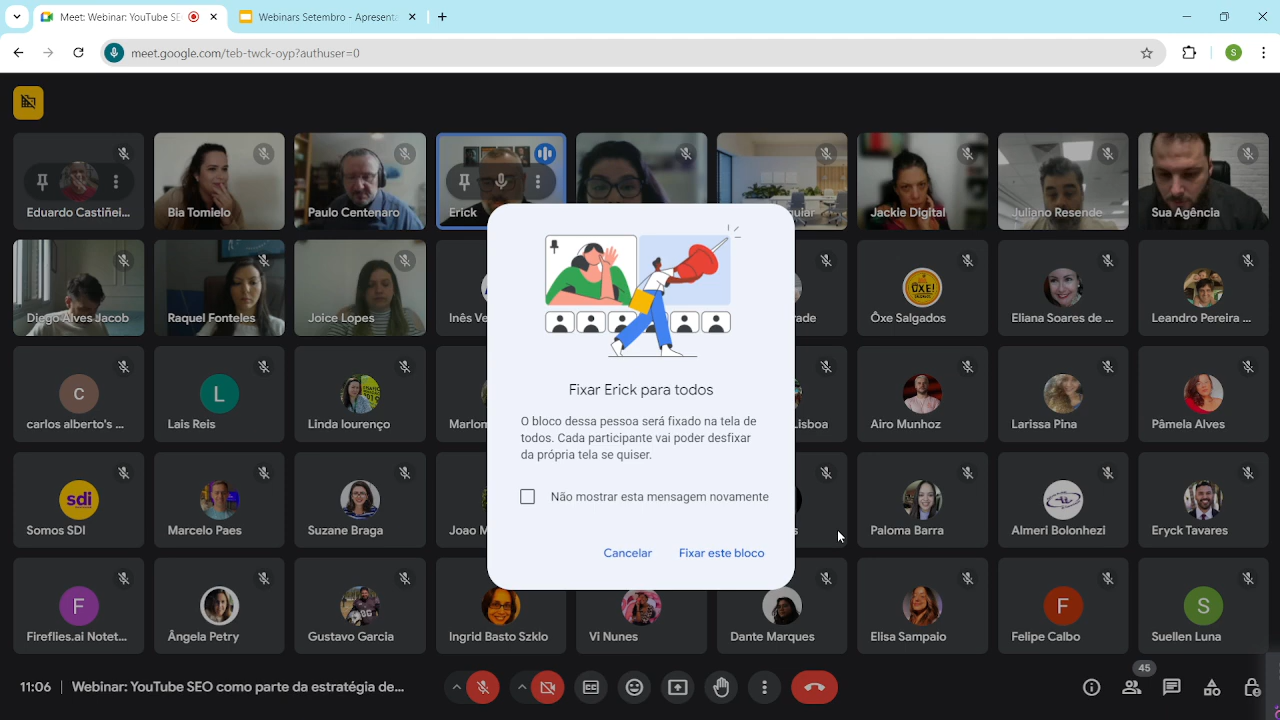 Meet: Webinar: YouTube SE
Webinars Setembro - Apresenta
meet.google.com/teb-twck-oyp?authuser=0
S
Eduardo Castiñei...
Bia Tomielo
Paulo Centenaro
Erick
Jackie Digital
Juliano Resende
Sua Agência
Diego Alves Jacob
Raquel Fonteles
Joice Lopes
Inês Ve
ÔXE!
Ôxe Salgados
Eliana Soares de ...
Leandro Pereira ...
c
carlos alberto's ...
L
Lais Reis
Linda lourenço
Marlon
Lisboa
Airo Munhoz
Larissa Pina
Pâmela Alves
sdi
Somos SDI
Marcelo Paes
Suzane Braga
Joao M
Paloma Barra
Almeri Bolonhezi
Eryck Tavares
F
Fireflies.ai Notet...
Ângela Petry
Gustavo Garcia
Ingrid Basto Szklo
Vi Nunes
Dante Marques
Elisa Sampaio
F
Felipe Calbo
S
Suellen Luna
Fixar Erick para todos
O bloco dessa pessoa será fixado na tela de
todos. Cada participante vai poder desfixar
da própria tela se quiser.
Não mostrar esta mensagem novamente
Cancelar
Fixar este bloco
11:06 | Webinar: YouTube SEO como parte da estratégia de...
45